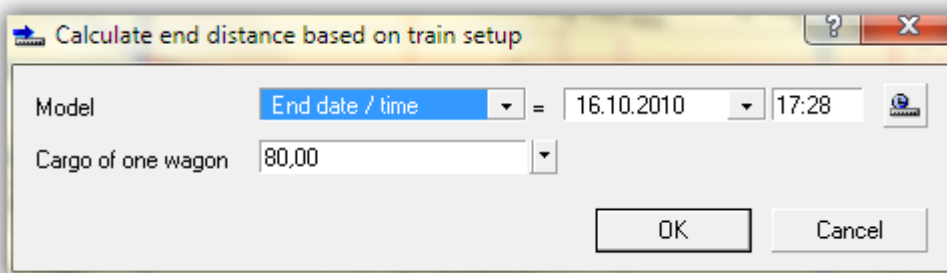 Calculate end distance based on train setup ? X
Model End date / time = 16.10.2010 17:28
Cargo of one wagon 80,00
OK Cancel